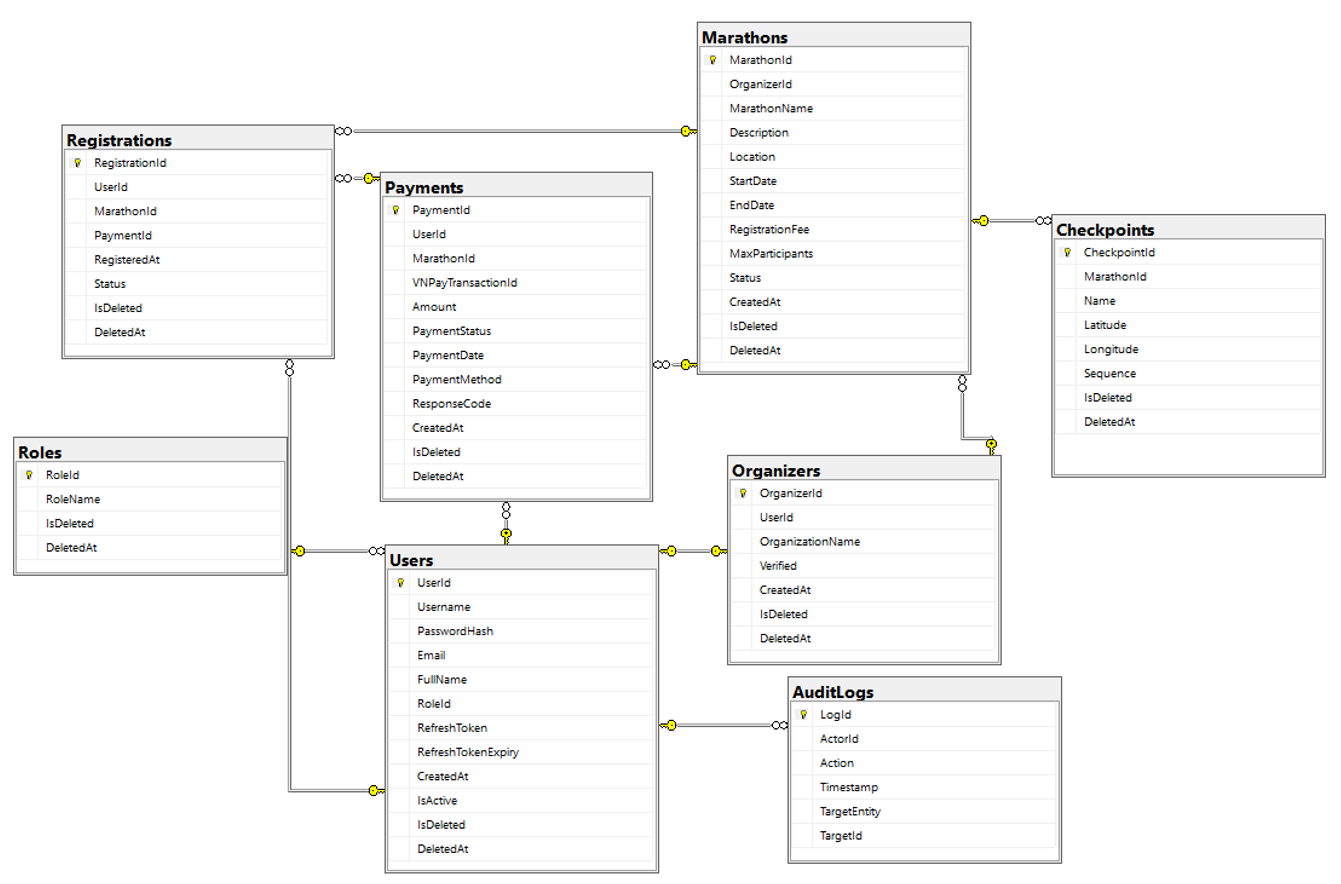 Marathons
MarathonId
OrganizerId
MarathonName
Description
Location
StartDate
EndDate
RegistrationFee
MaxParticipants
Status
CreatedAt
IsDeleted
DeletedAt
Registrations
RegistrationId
UserId
MarathonId
PaymentId
RegisteredAt
Status
IsDeleted
DeletedAt
Payments
PaymentId
UserId
MarathonId
VNPayTransactionId
Amount
PaymentStatus
PaymentDate
PaymentMethod
ResponseCode
CreatedAt
IsDeleted
DeletedAt
Checkpoints
CheckpointId
MarathonId
Name
Latitude
Longitude
Sequence
IsDeleted
DeletedAt
Roles
RoleId
RoleName
IsDeleted
DeletedAt
Organizers
OrganizerId
UserId
OrganizationName
Verified
CreatedAt
IsDeleted
DeletedAt
Users
UserId
Username
PasswordHash
Email
FullName
RoleId
RefreshToken
RefreshTokenExpiry
CreatedAt
IsActive
IsDeleted
DeletedAt
AuditLogs
LogId
ActorId
Action
Timestamp
TargetEntity
TargetId